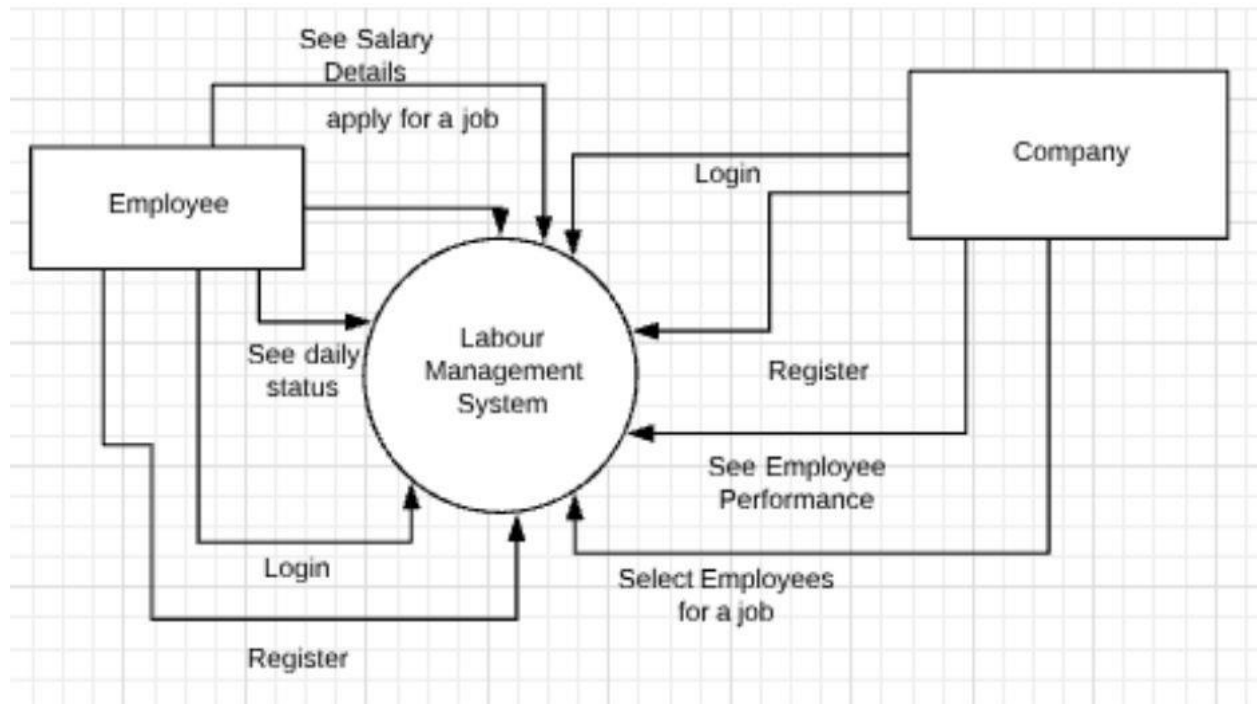 See Salary
Details
apply for a job
Employee
Company
Login
Labour
Management
System
See daily
status
Register
See Employee
Performance
Login
Select Employees
for a job
Register